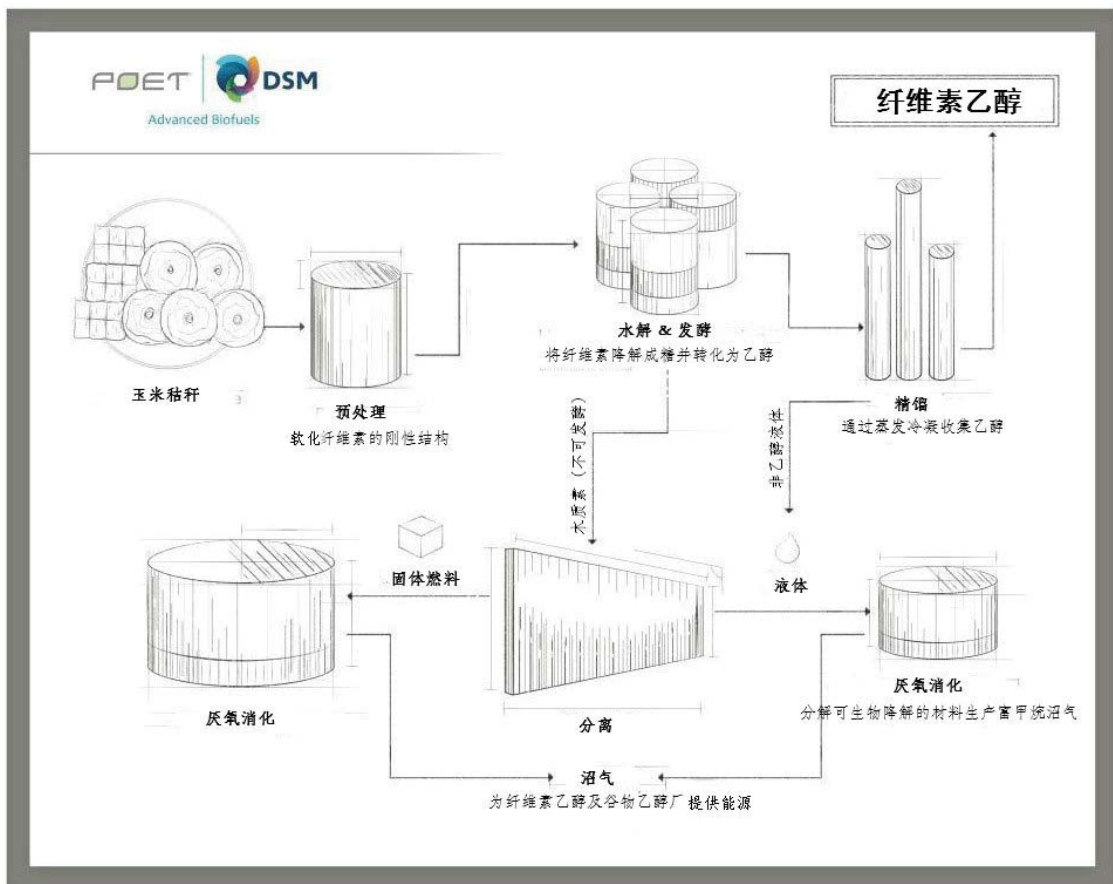 POET DSM
Advanced Biofuels
纤维素乙醇
玉米秸秆
预处理
软化纤维素的刚性结构
水解 & 发酵
将纤维素降解成糖并转化为乙醇
精馏
通过蒸发冷凝收集乙醇
木质素（不可发酵）
非乙醇液体
固体燃料
液体
厌氧消化
分离
厌氧消化
分解可生物降解的材料生产富甲烷沼气
沼气
为纤维素乙醇及谷物乙醇厂提供能源